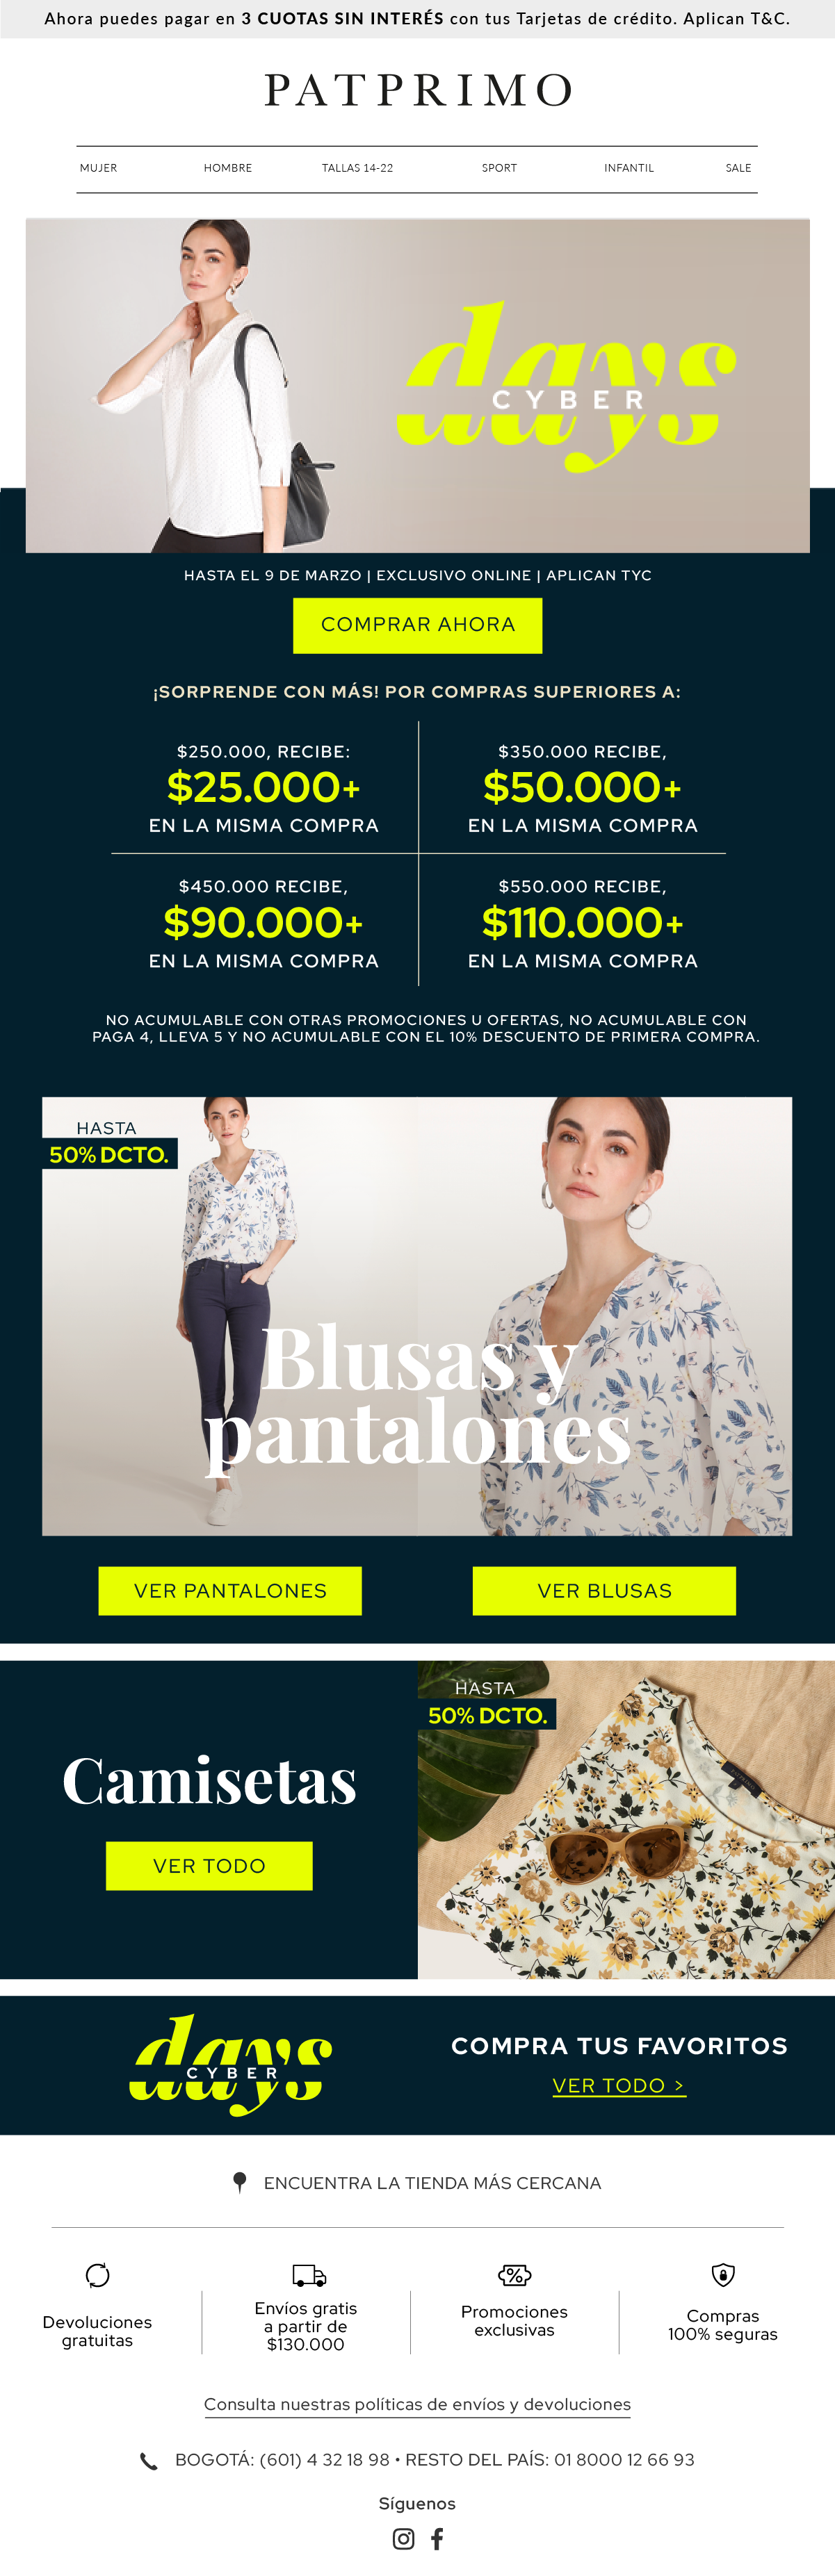 Ahora puedes pagar en 3 CUOTAS SIN INTERÉS con tus Tarjetas de crédito. Aplican T&C.
PATPRIMO
MUJER HOMBRE TALLAS 14-22 SPORT INFANTIL SALE
days
CYBER
HASTA EL 9 DE MARZO | EXCLUSIVO ONLINE | APLICAN TYC
COMPRAR AHORA
¡SORPRENDE CON MÁS! POR COMPRAS SUPERIORES A:
$250.000, RECIBE:
$25.000+
EN LA MISMA COMPRA
$350.000 RECIBE,
$50.000+
EN LA MISMA COMPRA
$450.000 RECIBE,
$90.000+
EN LA MISMA COMPRA
$550.000 RECIBE,
$110.000+
EN LA MISMA COMPRA
NO ACUMULABLE CON OTRAS PROMOCIONES U OFERTAS, NO ACUMULABLE CON
PAGA 4, LLEVA 5 Y NO ACUMULABLE CON EL 10% DESCUENTO DE PRIMERA COMPRA.
HASTA
50% DCTO.
Blusas y
pantalones
VER PANTALONES
VER BLUSAS
Camisetas
VER TODO
HASTA
50% DCTO.
days
CYBER
COMPRA TUS FAVORITOS
VER TODO >
ENCUENTRA LA TIENDA MÁS CERCANA
Devoluciones
gratuitas
Envíos gratis
a partir de
$130.000
Promociones
exclusivas
Compras
100% seguras
Consulta nuestras políticas de envíos y devoluciones
BOGOTÁ: (601) 4 32 18 98 • RESTO DEL PAÍS: 01 8000 12 66 93
Síguenos